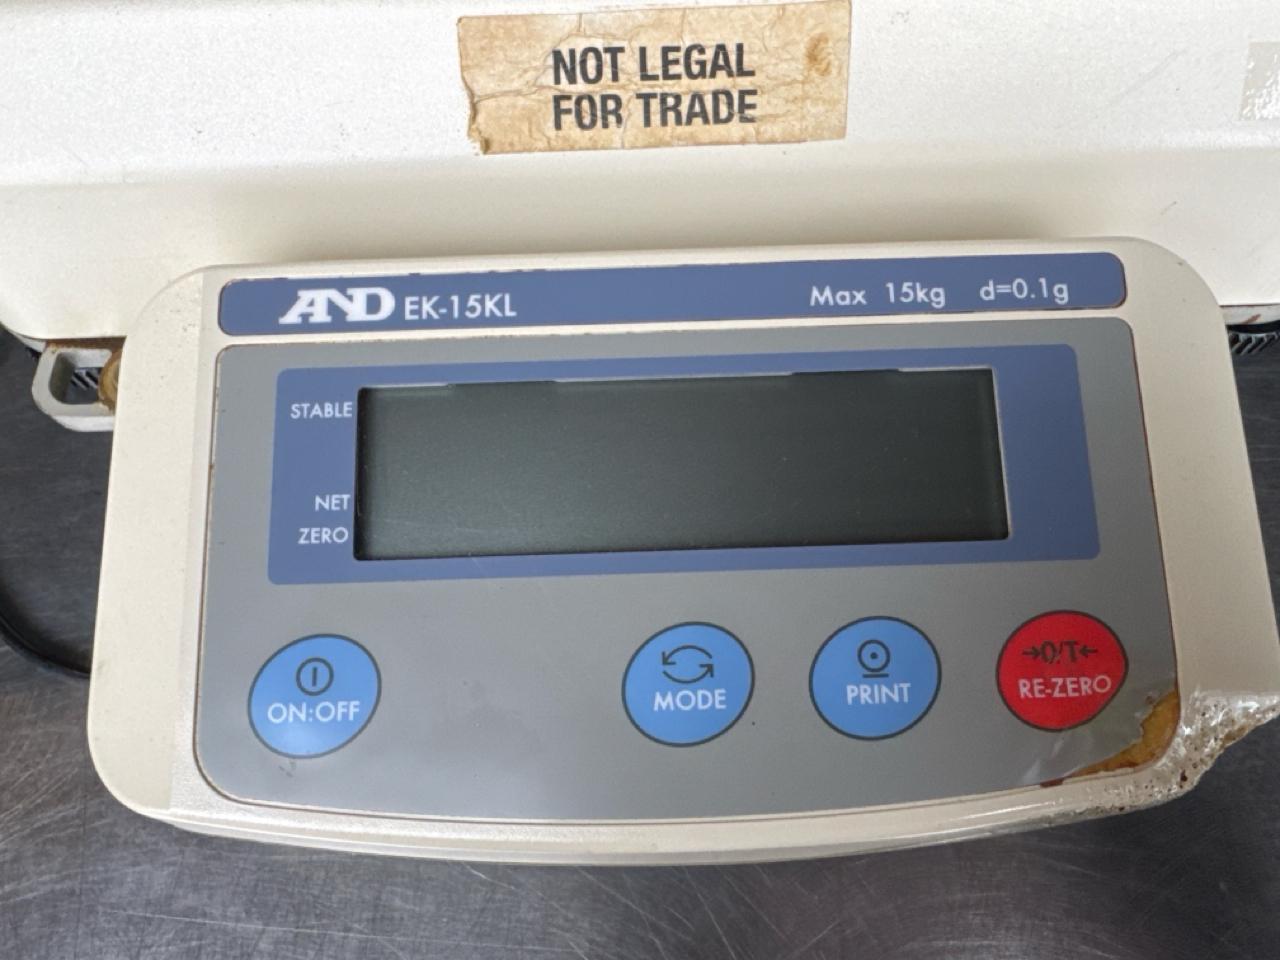 NOT LEGAL
FOR TRADE
AND EK-15KL Max 15kg d=0.1g
STABLE
NET
ZERO
ON:OFF
MODE
PRINT
→0/T←
RE-ZERO